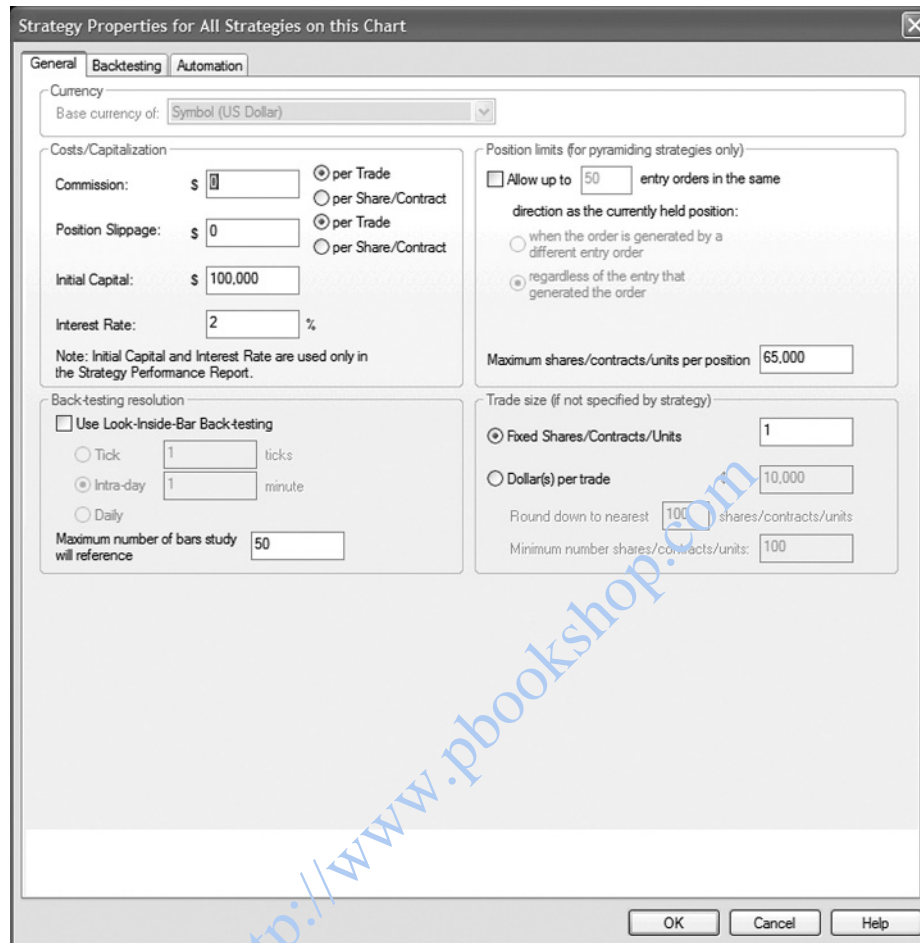 Strategy Properties for All Strategies on this Chart
General Backtesting Automation
Currency
Base currency of: Symbol (US Dollar)
Costs/Capitalization
Commission: $ 0 per Trade
per Share/Contract
Position Slippage: $ 0 per Trade
per Share/Contract
Initial Capital: $ 100,000
Interest Rate: 2 %
Note: Initial Capital and Interest Rate are used only in
the Strategy Performance Report.
Position limits (for pyramiding strategies only)
Allow up to 50 entry orders in the same
direction as the currently held position:
when the order is generated by a
different entry order
regardless of the entry that
generated the order
Maximum shares/contracts/units per position 65,000
Back-testing resolution
Use Look-Inside-Bar Back-testing
Tick 1 ticks
Intra-day 1 minute
Daily
Maximum number of bars study
will reference 50
Trade size (if not specified by strategy)
Fixed Shares/Contracts/Units 1
Dollar(s) per trade 10,000
Round down to nearest 100 shares/contracts/units
Minimum number shares/contracts/units: 100
OK Cancel Help
tp://www.pbookshop.com